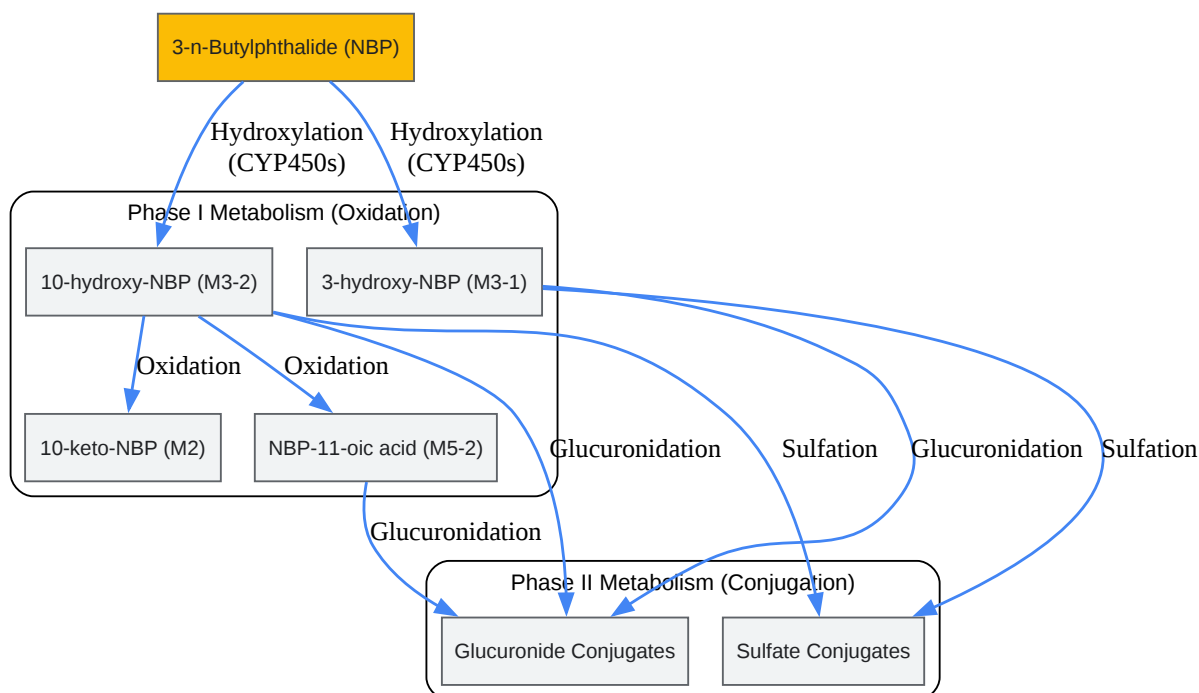 3-n-Butylphthalide (NBP)
Hydroxylation
(CYP450s)
Hydroxylation
(CYP450s)
Phase I Metabolism (Oxidation)
10-hydroxy-NBP (M3-2)
3-hydroxy-NBP (M3-1)
Oxidation
Oxidation
10-keto-NBP (M2)
NBP-11-oic acid (M5-2)
Glucuronidation
Sulfation
Glucuronidation
Sulfation
Glucuronidation
Phase II Metabolism (Conjugation)
Glucuronide Conjugates
Sulfate Conjugates